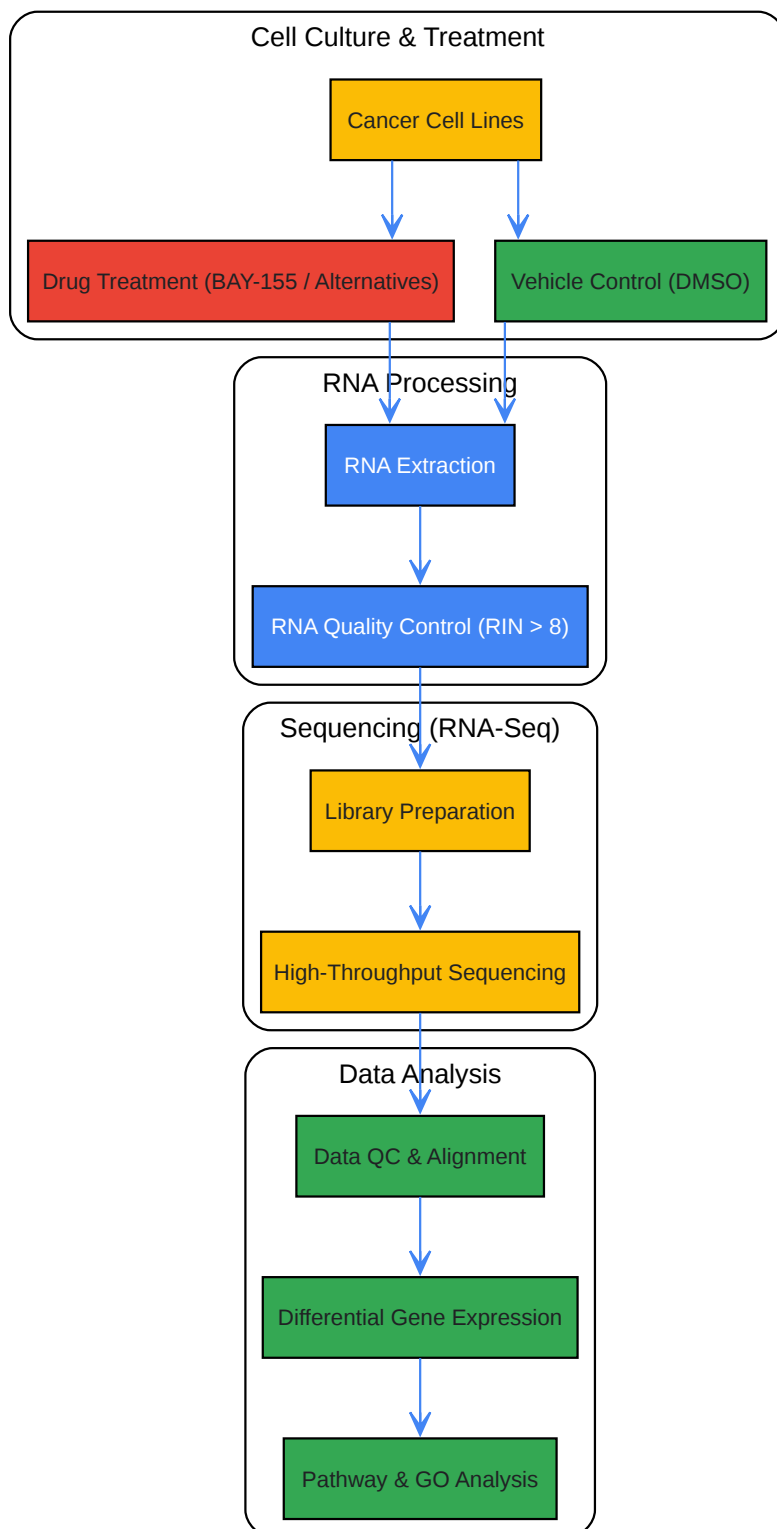 Cell Culture & Treatment
Cancer Cell Lines
Drug Treatment (BAY-155 / Alternatives)
Vehicle Control (DMSO)
RNA Processing
RNA Extraction
RNA Quality Control (RIN > 8)
Sequencing (RNA-Seq)
Library Preparation
High-Throughput Sequencing
Data Analysis
Data QC & Alignment
Differential Gene Expression
Pathway & GO Analysis